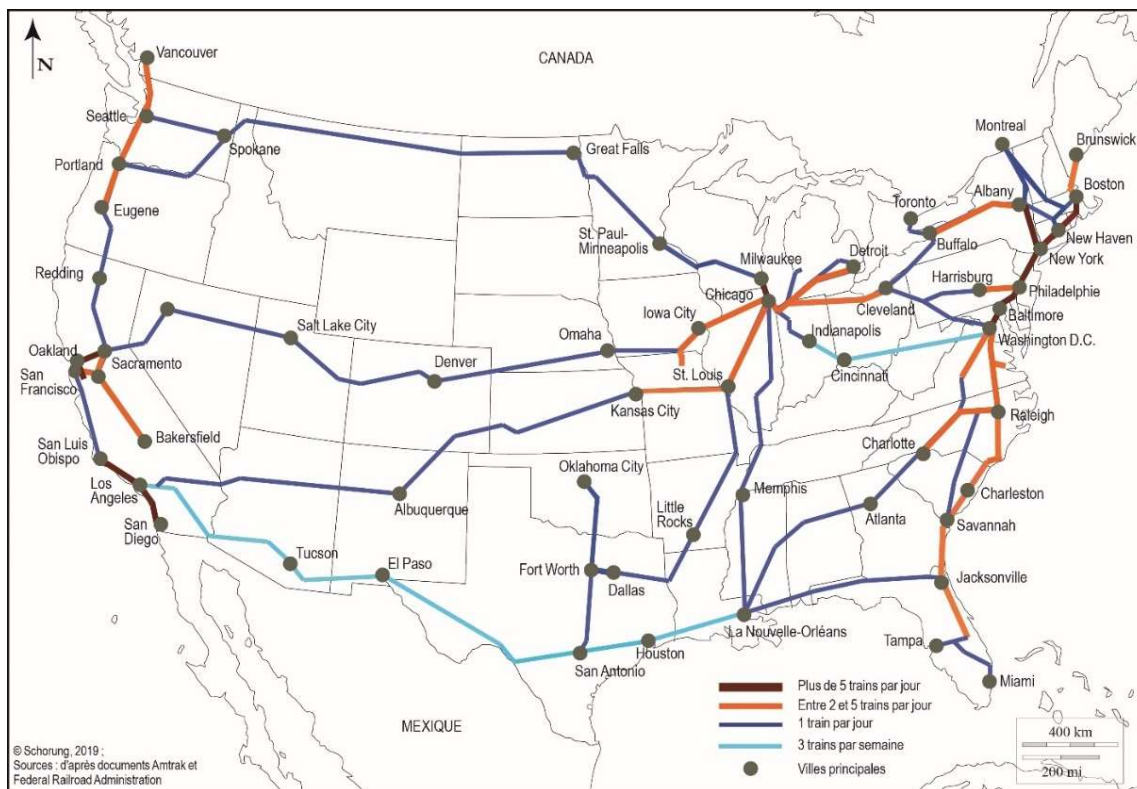 Vancouver
N
CANADA
Seattle
Spokane
Portland
Great Falls
Montreal
Brunswick
Eugene
Toronto
Albany
Boston
St. Paul-
Minneapolis
Detroit
Buffalo
New Haven
New York
Redding
Milwaukee
Chicago
Harrisburg
Philadelphie
Cleveland
Baltimore
Iowa City
Indianapolis
Washington D.C.
Salt Lake City
Omaha
Oakland
Sacramento
San
Francisco
Denver
St. Louis
Cincinnati
Kansas City
Raleigh
Bakersfield
San Luis
Obispo
Charlotte
Oklahoma City
Los
Angeles
Albuquerque
Memphis
Charleston
Little
Rocks
Atlanta
San
Diego
Savannah
Tucson
El Paso
Fort Worth
Dallas
Jacksonville
La Nouvelle-Orléans
Houston
San Antonio
Tampa
Miami
MEXIQUE
Plus de 5 trains par jour
Entre 2 et 5 trains par jour
1 train par jour
3 trains par semaine
Villes principales
400 km
200 mi
© Schorung, 2019 ;
Sources : d'après documents Amtrak et
Federal Railroad Administration